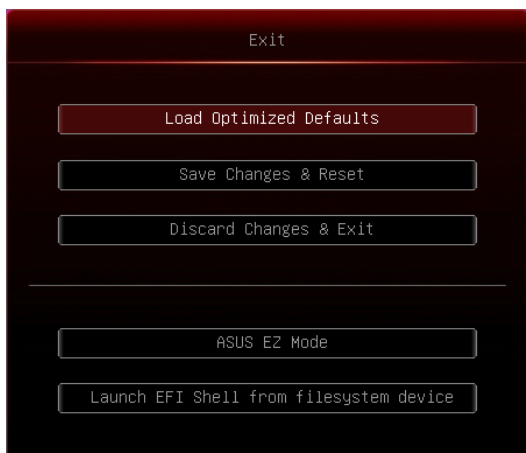 Exit
Load Optimized Defaults
Save Changes & Reset
Discard Changes & Exit
ASUS EZ Mode
Launch EFI Shell from filesystem device